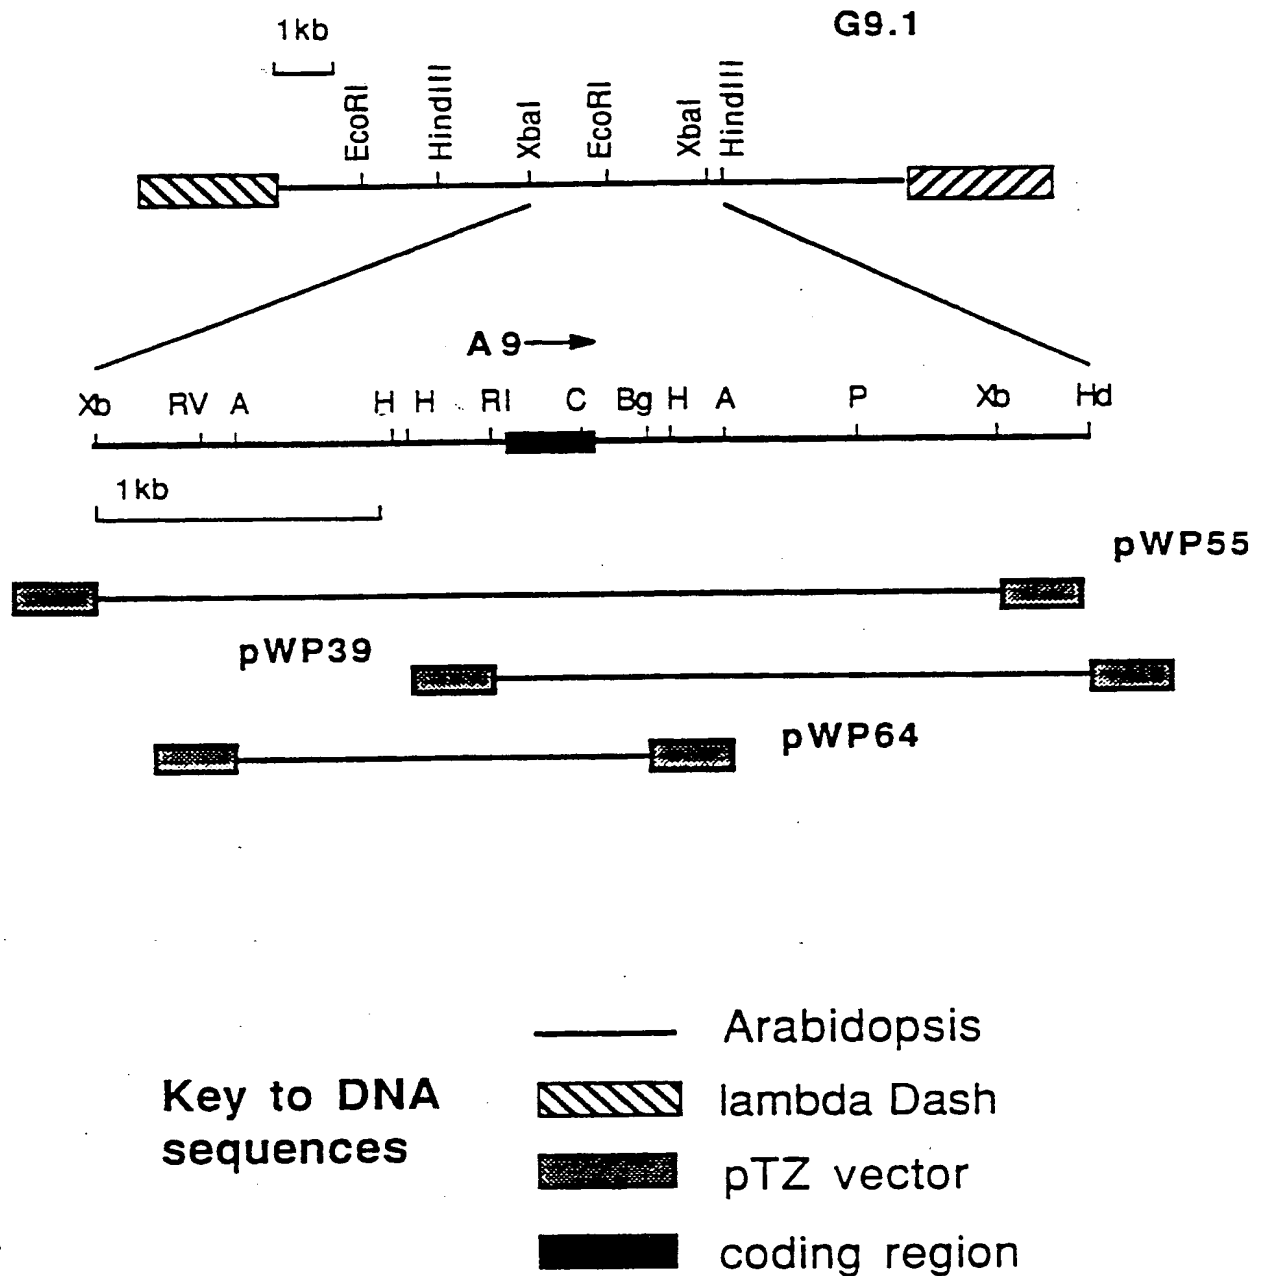 1kb
G9.1
EcoRI HindIII XbaI EcoRI XbaI HindIII
A9
Xb RV A H H RI C Bg H A P Xb Hd
1kb
pWP55
pWP39
pWP64
Key to DNA
sequences
Arabidopsis
lambda Dash
pTZ vector
coding region